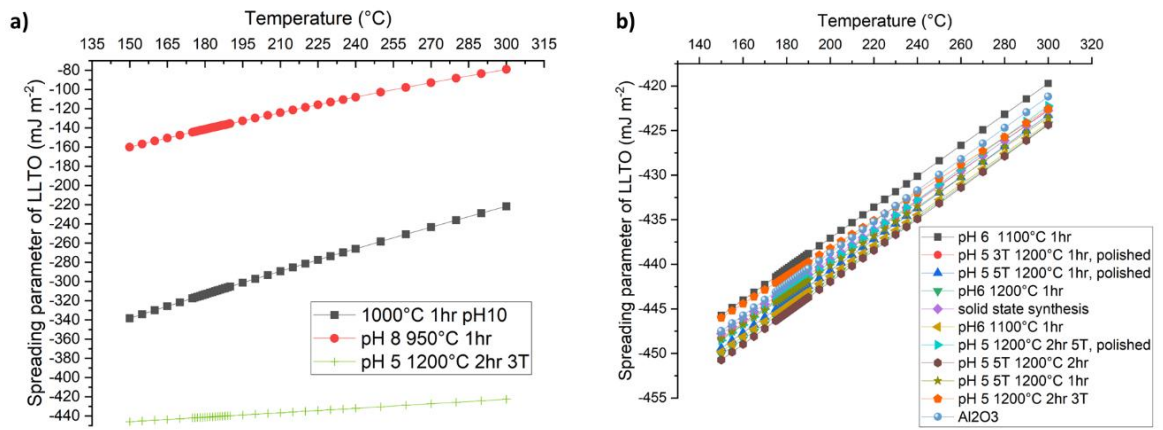 a)
Temperature (°C)
135 150 165 180 195 210 225 240 255 270 285 300 315
-80
-100
-120
-140
-160
-180
-200
-220
-240
-260
-280
-300
-320
-340
-360
-380
-400
-420
-440
Spreading parameter of LLTO (mJ m⁻²)
1000°C 1hr pH10
pH 8 950°C 1hr
pH 5 1200°C 2hr 3T
b)
Temperature (°C)
140 160 180 200 220 240 260 280 300 320
-420
-425
-430
-435
-440
-445
-450
-455
Spreading parameter of LLTO (mJ m⁻²)
pH 6 1100°C 1hr
pH 5 3T 1200°C 1hr, polished
pH 5 5T 1200°C 1hr, polished
pH6 1200°C 1hr
solid state synthesis
pH6 1100°C 1hr
pH 5 1200°C 2hr 5T, polished
pH 5 5T 1200°C 2hr
pH 5 5T 1200°C 1hr
pH 5 1200°C 2hr 3T
Al2O3